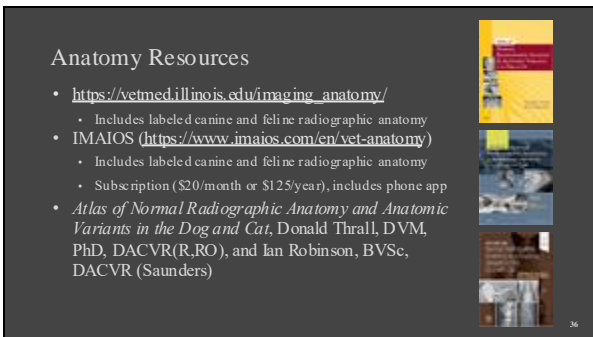 Anatomy Resources
• https://vetmed.illinois.edu/imaging_anatomy/
• Includes labeled canine and feline radiographic anatomy
• IMAIOS (https://www.imaios.com/en/vet-anatomy)
• Includes labeled canine and feline radiographic anatomy
• Subscription ($20/month or $125/year), includes phone app
• Atlas of Normal Radiographic Anatomy and Anatomic
Variants in the Dog and Cat, Donald Thrall, DVM,
PhD, DACVR(R,RO), and Ian Robinson, BVSc,
DACVR (Saunders)
36